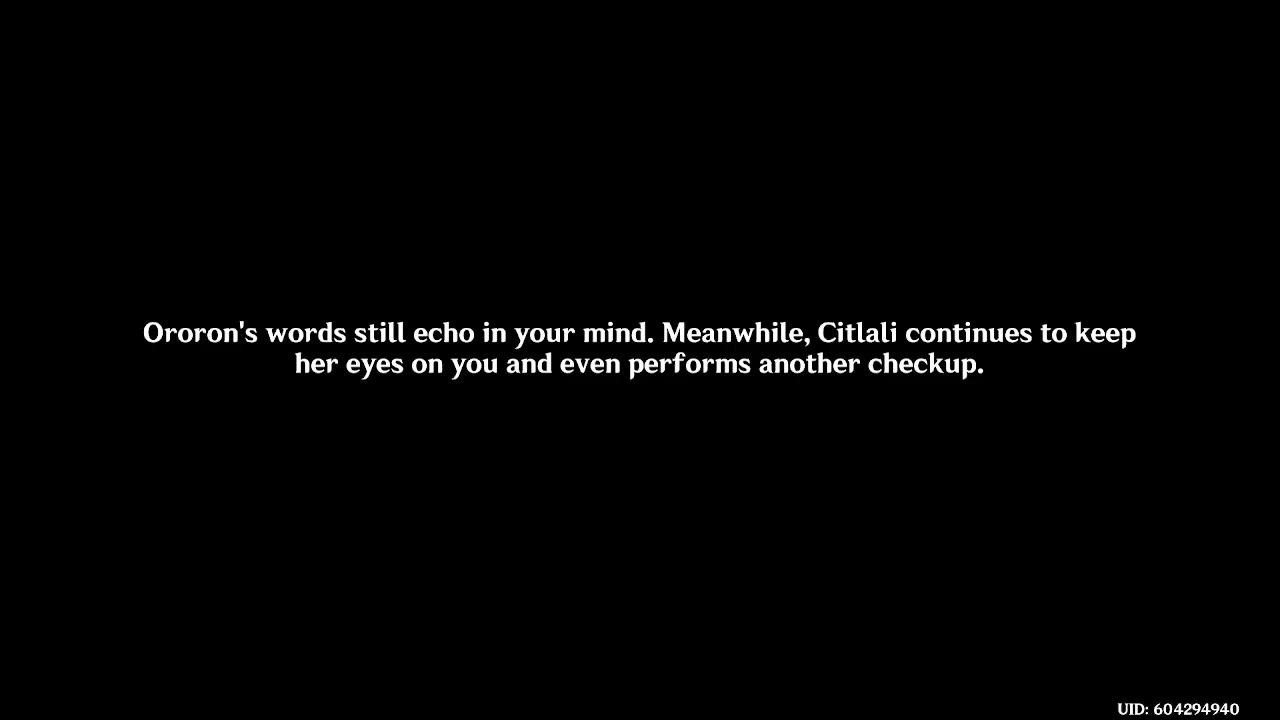 Ororon's words still echo in your mind. Meanwhile, Citlali continues to keep
her eyes on you and even performs another checkup.
UID: 604294940